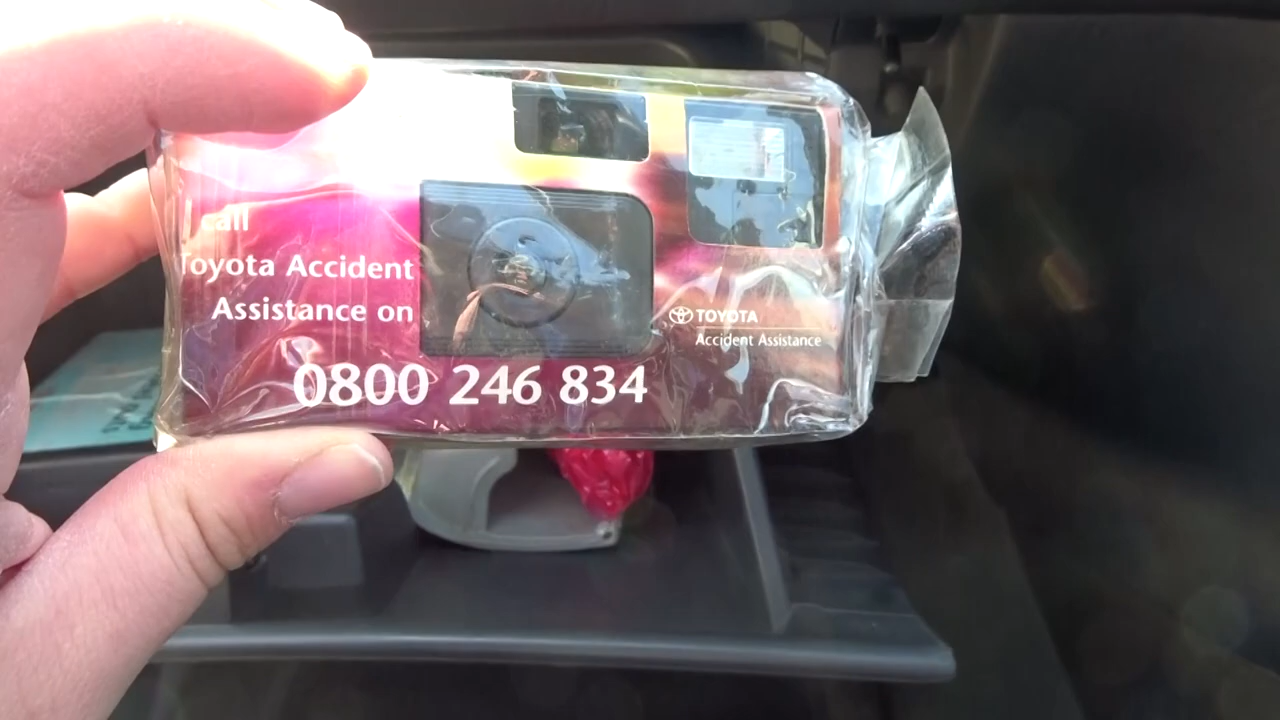 call
Toyota Accident
Assistance on
0800 246 834
TOYOTA
Accident Assistance